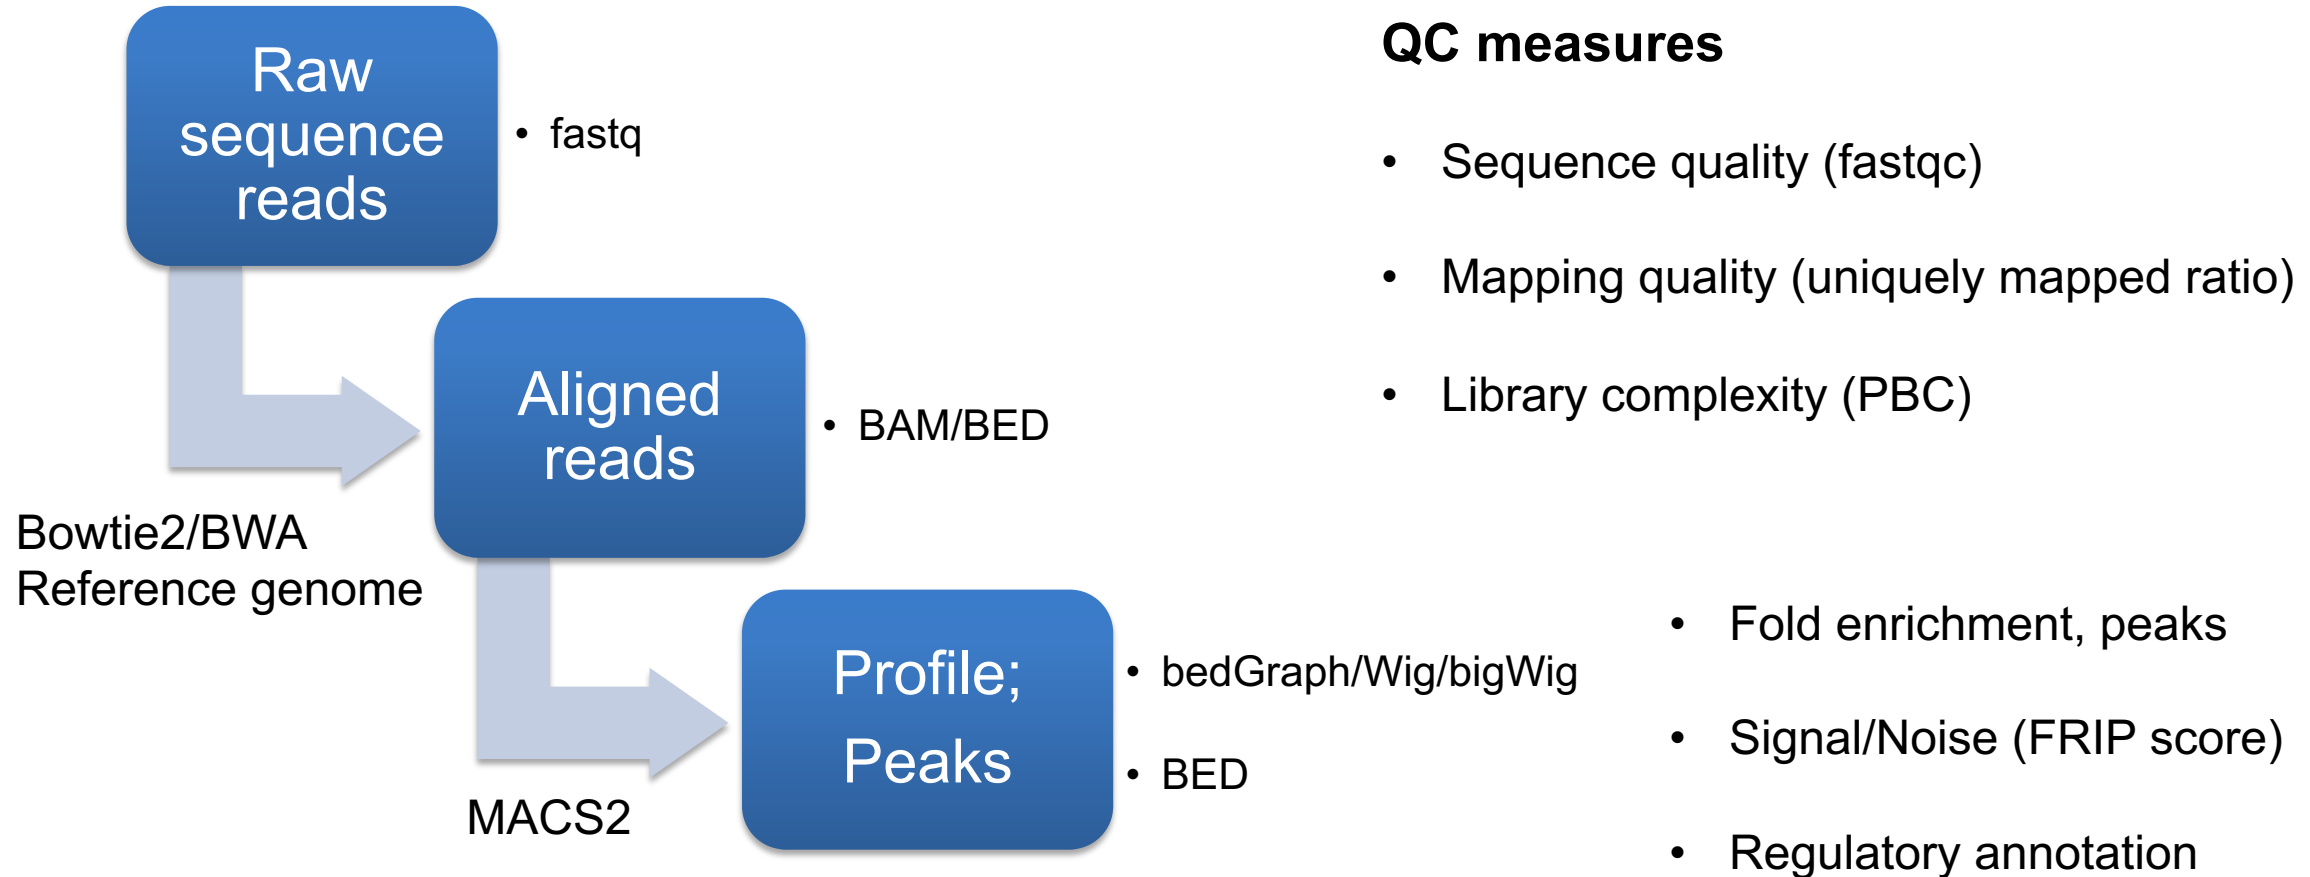 Raw
sequence
reads
• fastq
Bowtie2/BWA
Reference genome
Aligned
reads
• BAM/BED
MACS2
Profile;
Peaks
• bedGraph/Wig/bigWig
• BED
QC measures
• Sequence quality (fastqc)
• Mapping quality (uniquely mapped ratio)
• Library complexity (PBC)
• Fold enrichment, peaks
• Signal/Noise (FRIP score)
• Regulatory annotation